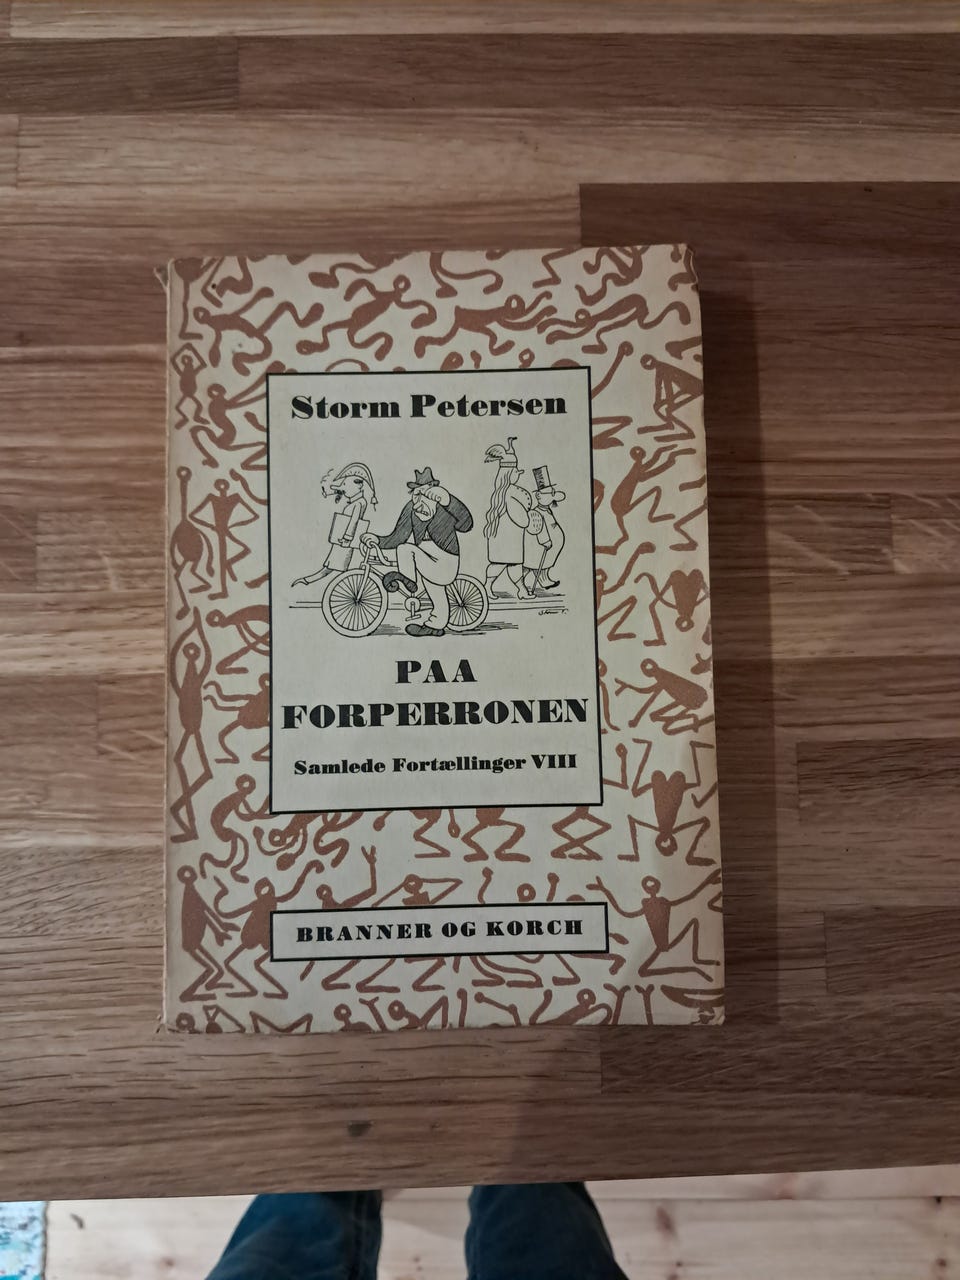 Storm Petersen
PAA
FORPERRONEN
Samlede Fortællinger VIII
BRANNER OG KORCH